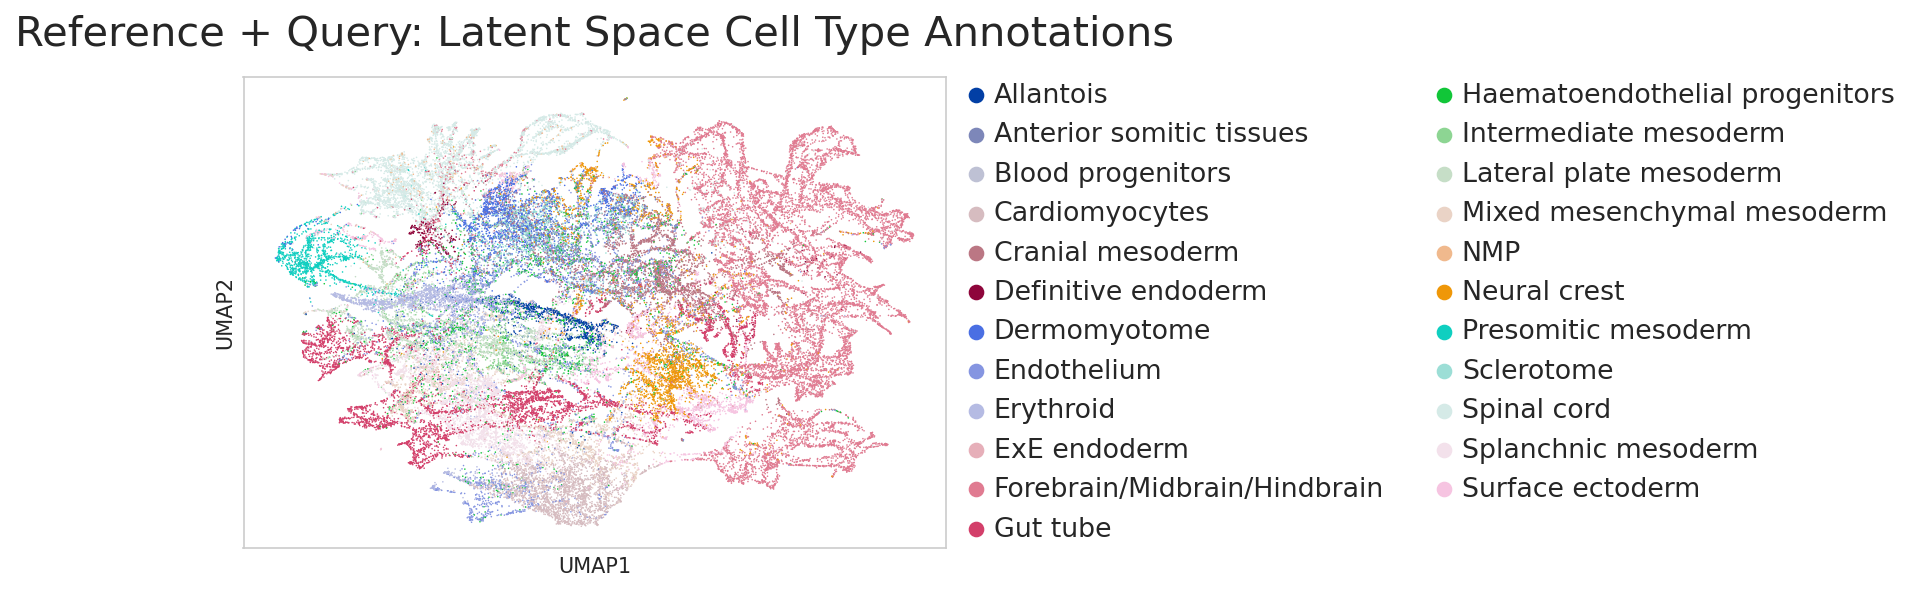 Reference + Query: Latent Space Cell Type Annotations
UMAP2
UMAP1
Allantois
Anterior somitic tissues
Blood progenitors
Cardiomyocytes
Cranial mesoderm
Definitive endoderm
Dermomyotome
Endothelium
Erythroid
ExE endoderm
Forebrain/Midbrain/Hindbrain
Gut tube
Haematoendothelial progenitors
Intermediate mesoderm
Lateral plate mesoderm
Mixed mesenchymal mesoderm
NMP
Neural crest
Presomitic mesoderm
Sclerotome
Spinal cord
Splanchnic mesoderm
Surface ectoderm